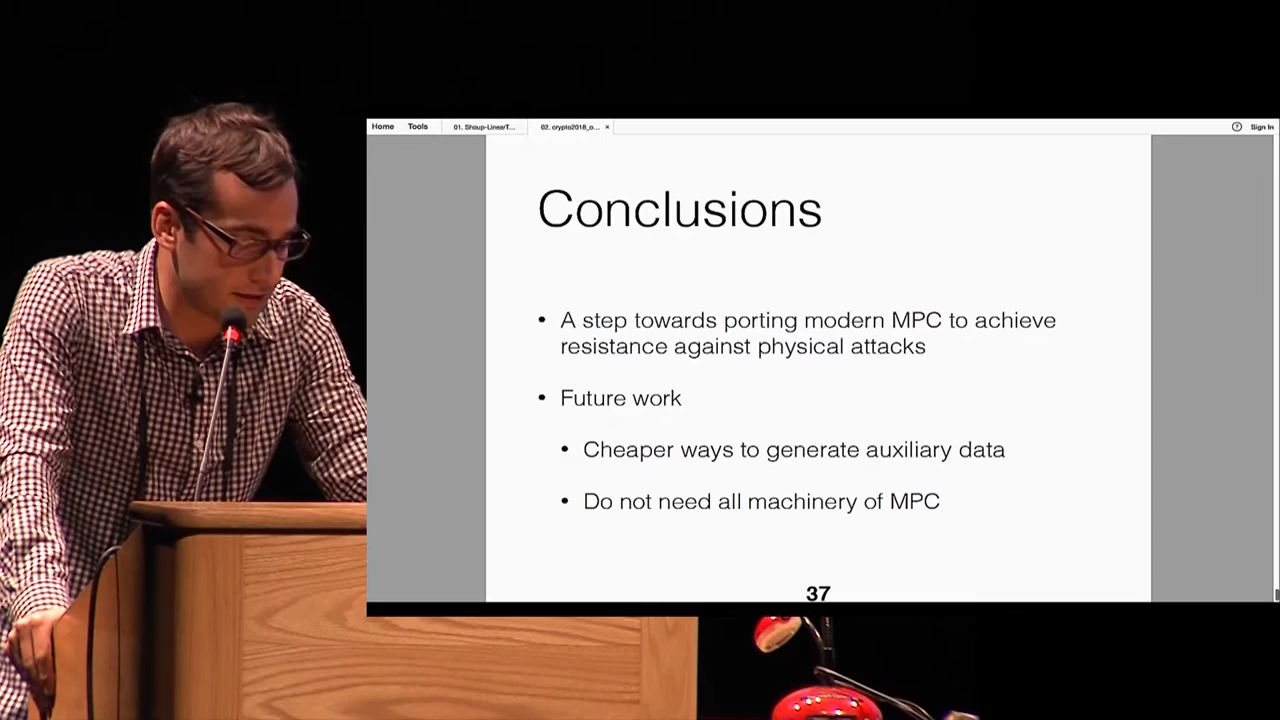 Home Tools 01. Shoup-LinearT... 02. crypto2018_o... × ? Sign In
Conclusions
• A step towards porting modern MPC to achieve
resistance against physical attacks
• Future work
• Cheaper ways to generate auxiliary data
• Do not need all machinery of MPC
37